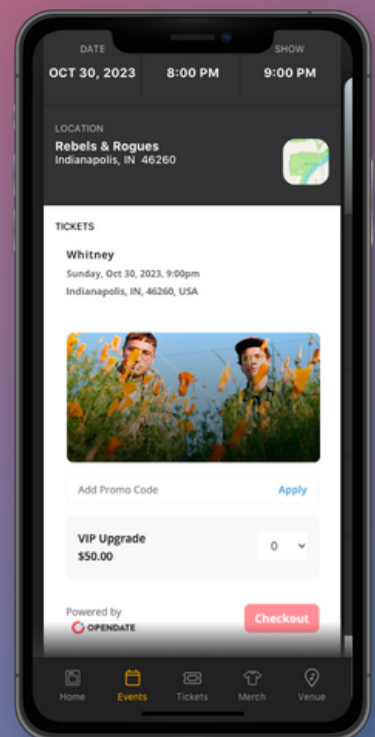 DATE
SHOW
OCT 30, 2023
8:00 PM
9:00 PM
LOCATION
Rebels & Rogues
Indianapolis, IN 46260
TICKETS
Whitney
Sunday, Oct 30, 2023, 9:00pm
Indianapolis, IN, 46260, USA
Add Promo Code
Apply
VIP Upgrade
0
$50.00
Powered by
OPENDATE
Checkout
Home
Events
Tickets
Merch
Venue